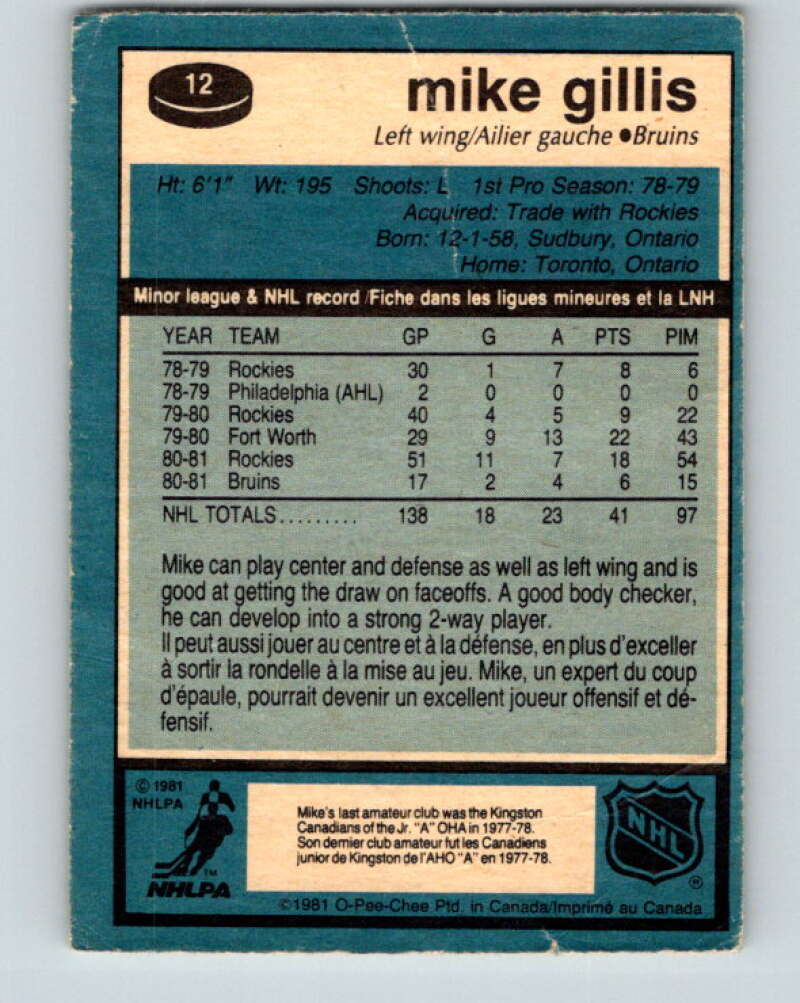 12
mike gillis
Left wing/Ailier gauche ●Bruins
Ht: 6'1" Wt: 195 Shoots: L 1st Pro Season: 78-79
Acquired: Trade with Rockies
Born: 12-1-58, Sudbury, Ontario
Home: Toronto, Ontario
Minor league & NHL record /Fiche dans les ligues mineures et la LNH
YEAR TEAM GP G A PTS PIM
78-79 Rockies 30 1 7 8 6
78-79 Philadelphia (AHL) 2 0 0 0 0
79-80 Rockies 40 4 5 9 22
79-80 Fort Worth 29 9 13 22 43
80-81 Rockies 51 11 7 18 54
80-81 Bruins 17 2 4 6 15
NHL TOTALS......... 138 18 23 41 97
Mike can play center and defense as well as left wing and is
good at getting the draw on faceoffs. A good body checker,
he can develop into a strong 2-way player.
Il peut aussi jouer au centre et à la défense, en plus d'exceller
à sortir la rondelle à la mise au jeu. Mike, un expert du coup
d'épaule, pourrait devenir un excellent joueur offensif et dé-
fensif.
© 1981
NHLPA
TM
NHLPA
Mike's last amateur club was the Kingston
Canadians of the Jr. "A" OHA in 1977-78.
Son dernier club amateur fut les Canadiens
junior de Kingston de l'AHO "A" en 1977-78.
NHL
®
©1981 O-Pee-Chee Ptd. in Canada/Imprimé au Canada